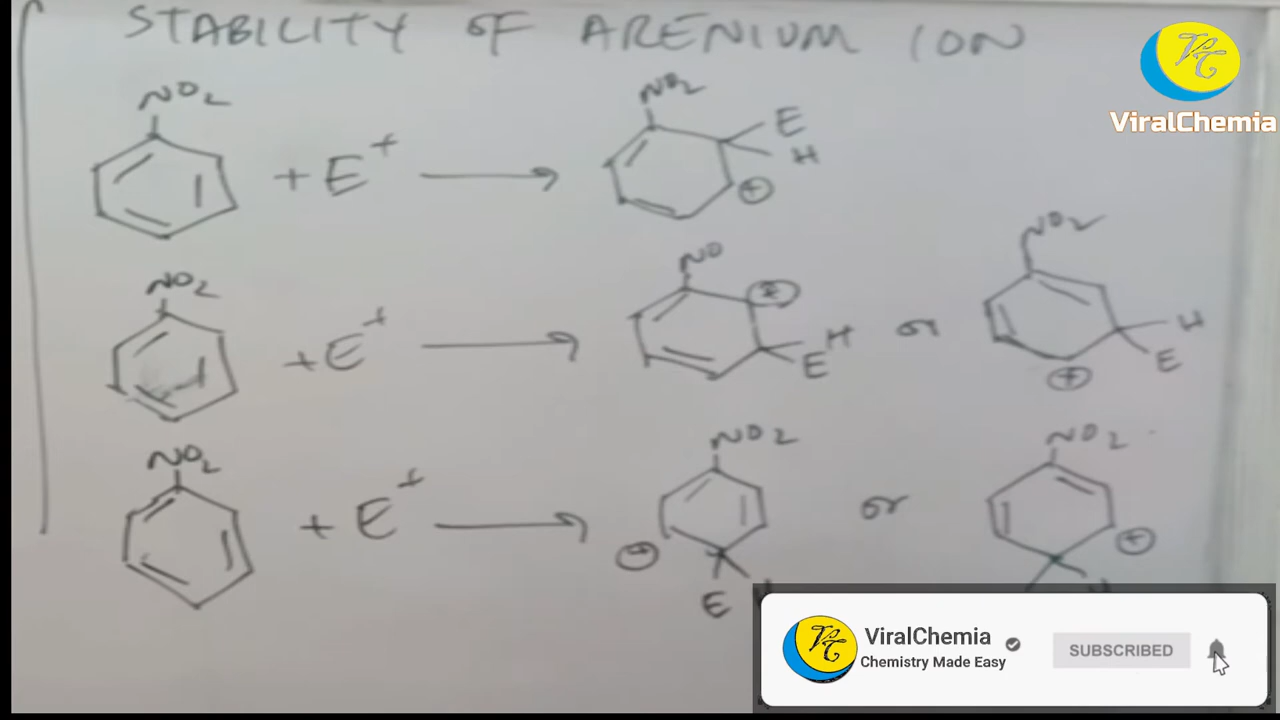 STABILITY OF ARENIUM ION
ViralChemia
NO2
+ E+
NO2
E
H
+
NO2
+ E+
NO
+
H
E
or
NO2
H
E
+
NO2
+ E+
NO2
E
or
NO2
+
ViralChemia
Chemistry Made Easy
SUBSCRIBED